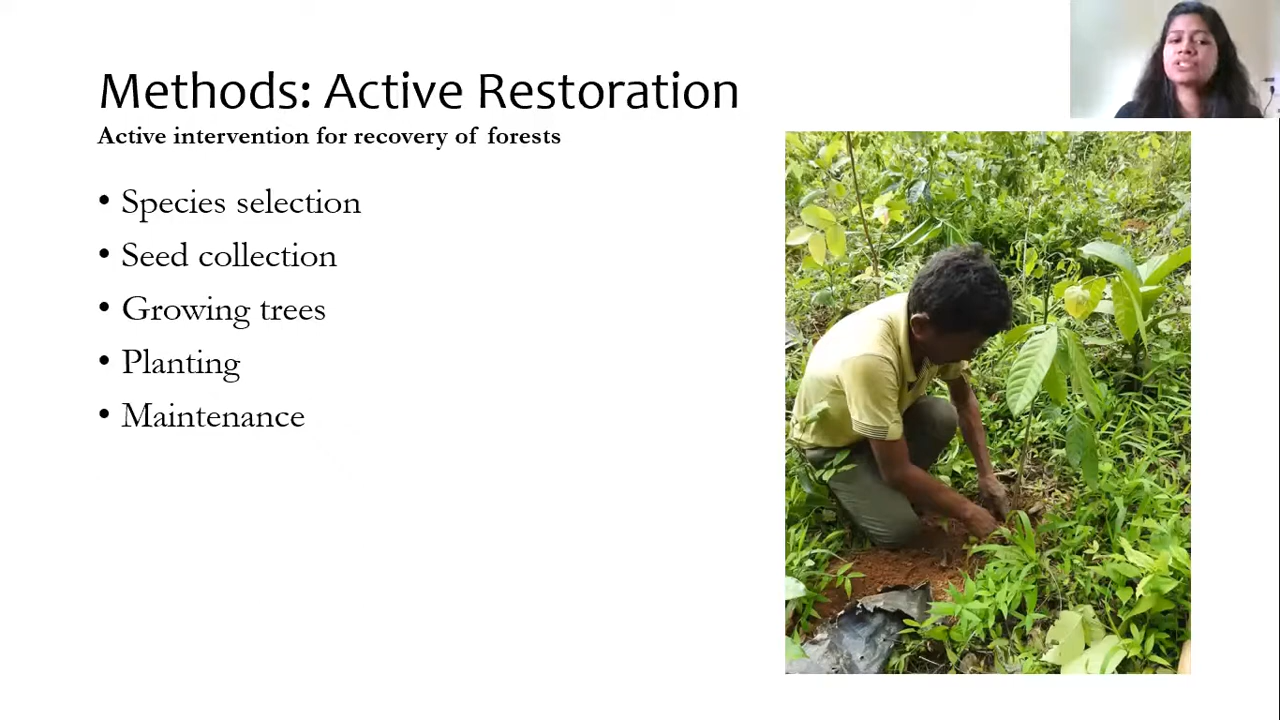 Methods: Active Restoration
Active intervention for recovery of forests
• Species selection
• Seed collection
• Growing trees
• Planting
• Maintenance